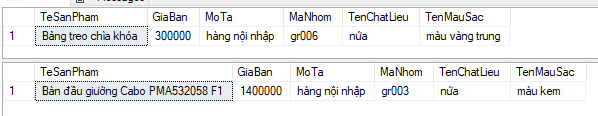 TeSanPham GiaBan MoTa MaNhom TenChatLieu TenMauSac
1 Bảng treo chìa khóa 300000 hàng nội nhập gr006 nứa màu vàng trung
TeSanPham GiaBan MoTa MaNhom TenChatLieu TenMauSac
1 Bàn đầu giường Cabo PMA532058 F1 1400000 hàng nội nhập gr003 nứa màu kem